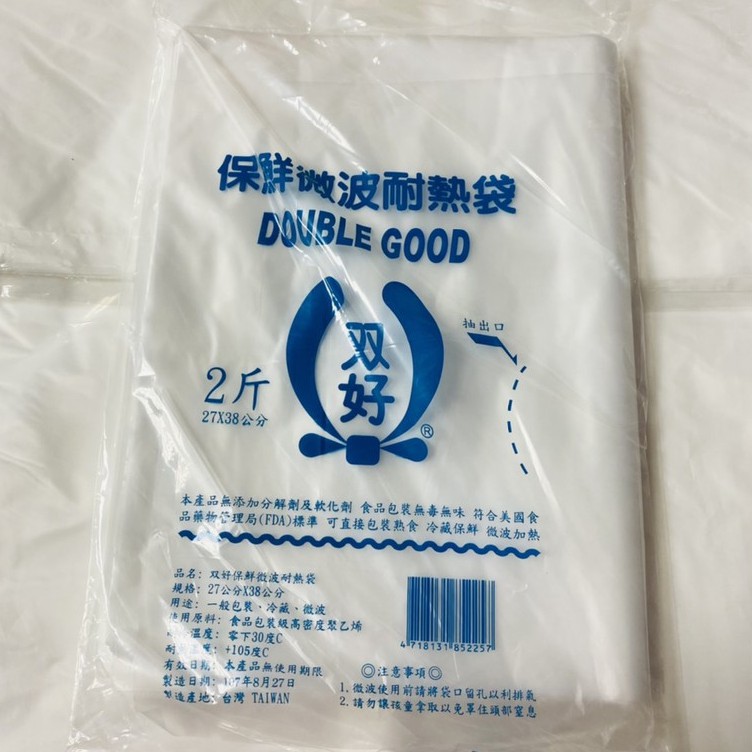 保鮮微波耐熱袋
DOUBLE GOOD
双好
®
抽出口
2斤
27X38公分
本產品無添加分解劑及軟化劑 食品包裝無毒無味 符合美國食
品藥物管理局(FDA)標準 可直接包裝熱食 冷藏保鮮 微波加熱
品名: 双好保鮮微波耐熱袋
規格: 27公分X38公分
用途: 一般包裝、冷藏、微波
使用原料: 食品包裝級高密度聚乙烯
溫度: 零下30度C
耐熱溫度: +105度C
有效日期: 本產品無使用期限
製造日期: 107年8月27日
製造產地: 台灣 TAIWAN
4 718131 852257
◎注意事項◎
1. 微波使用前請將袋口留孔以利排氣
2. 請勿讓孩童拿取以免罩住頭部窒息